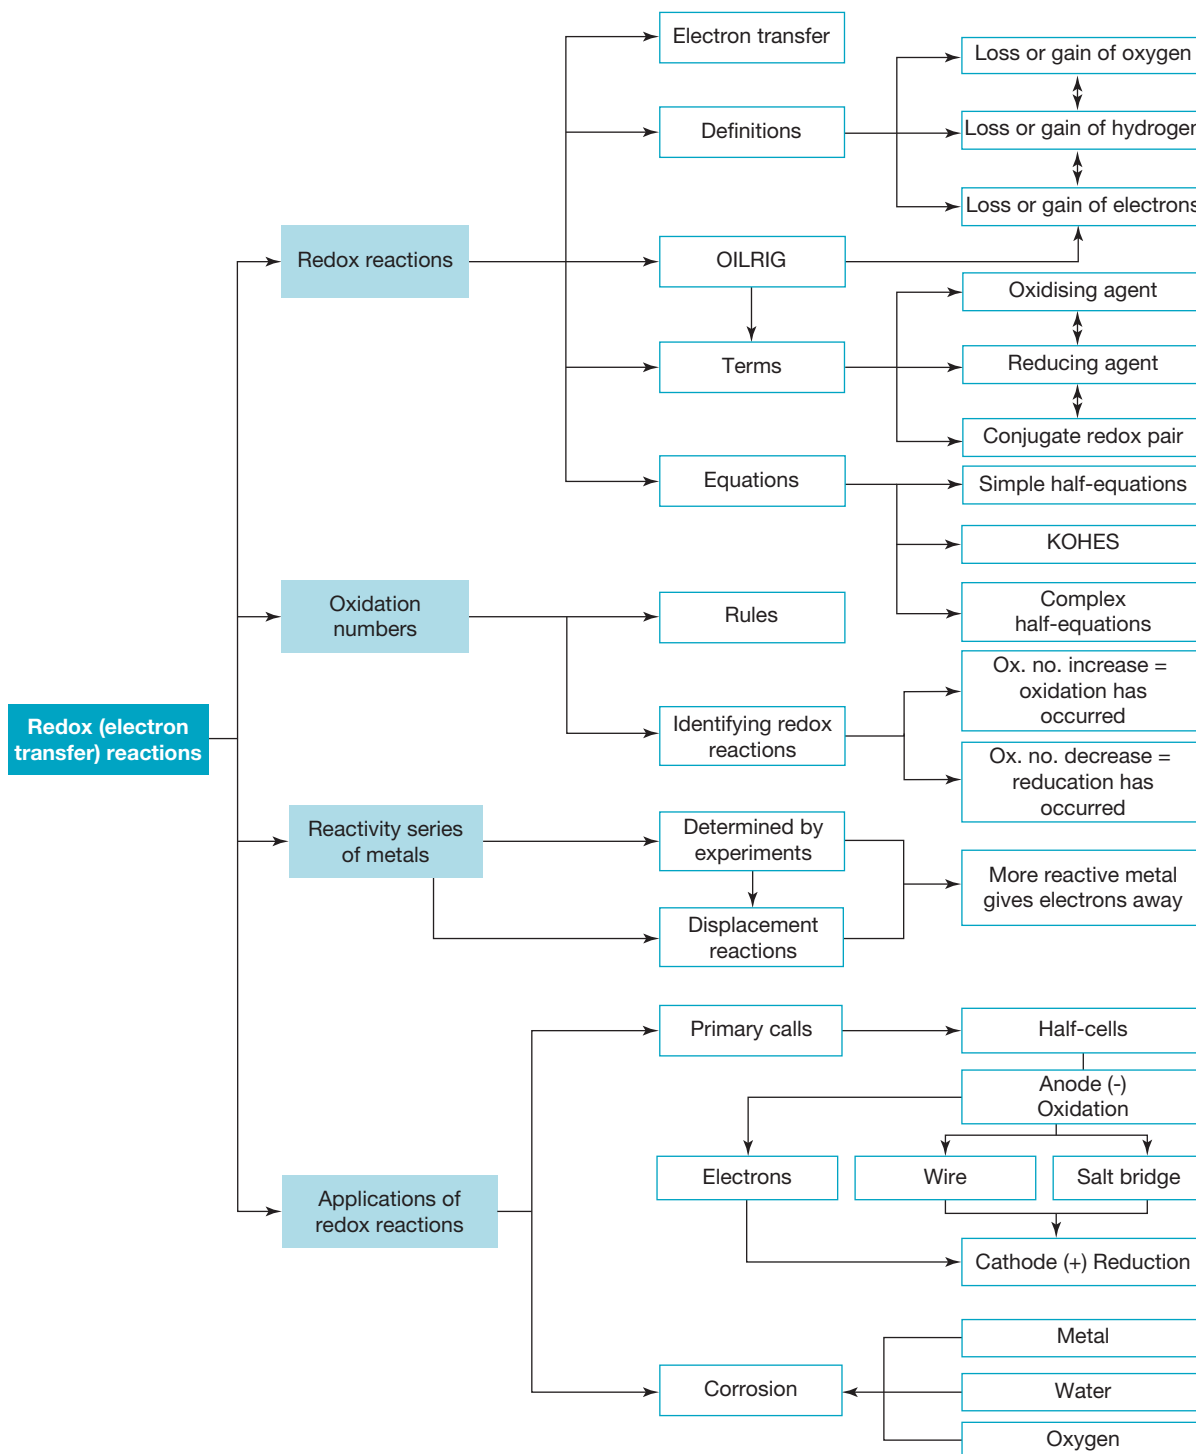 Redox (electron
transfer) reactions
Redox reactions
Electron transfer
Definitions
Loss or gain of oxygen
Loss or gain of hydrogen
Loss or gain of electrons
OILRIG
Terms
Oxidising agent
Reducing agent
Conjugate redox pair
Equations
Simple half-equations
KOHES
Complex
half-equations
Oxidation
numbers
Rules
Identifying redox
reactions
Ox. no. increase =
oxidation has
occurred
Ox. no. decrease =
reducation has
occurred
Reactivity series
of metals
Determined by
experiments
Displacement
reactions
More reactive metal
gives electrons away
Applications of
redox reactions
Primary calls
Half-cells
Anode (-)
Oxidation
Electrons
Wire
Salt bridge
Cathode (+) Reduction
Corrosion
Metal
Water
Oxygen